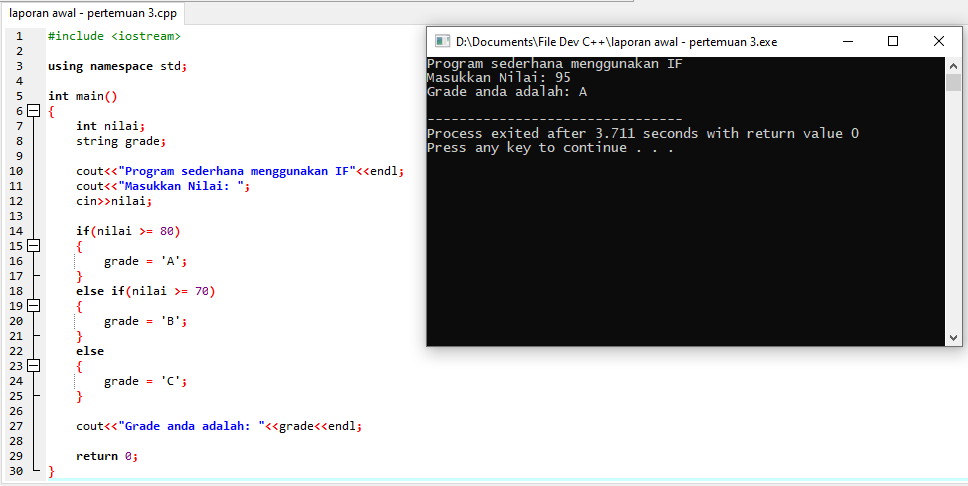 laporan awal - pertemuan 3.cpp
1 #include <iostream>
2
3 using namespace std;
4
5 int main()
6 {
7 int nilai;
8 string grade;
9
10 cout<<"Program sederhana menggunakan IF"<<endl;
11 cout<<"Masukkan Nilai: ";
12 cin>>nilai;
13
14 if(nilai >= 80)
15 {
16 grade = 'A';
17 }
18 else if(nilai >= 70)
19 {
20 grade = 'B';
21 }
22 else
23 {
24 grade = 'C';
25 }
26
27 cout<<"Grade anda adalah: "<<grade<<endl;
28
29 return 0;
30 }
D:\Documents\File Dev C++\laporan awal - pertemuan 3.exe
Program sederhana menggunakan IF
Masukkan Nilai: 95
Grade anda adalah: A
--------------------------------
Process exited after 3.711 seconds with return value 0
Press any key to continue . . .